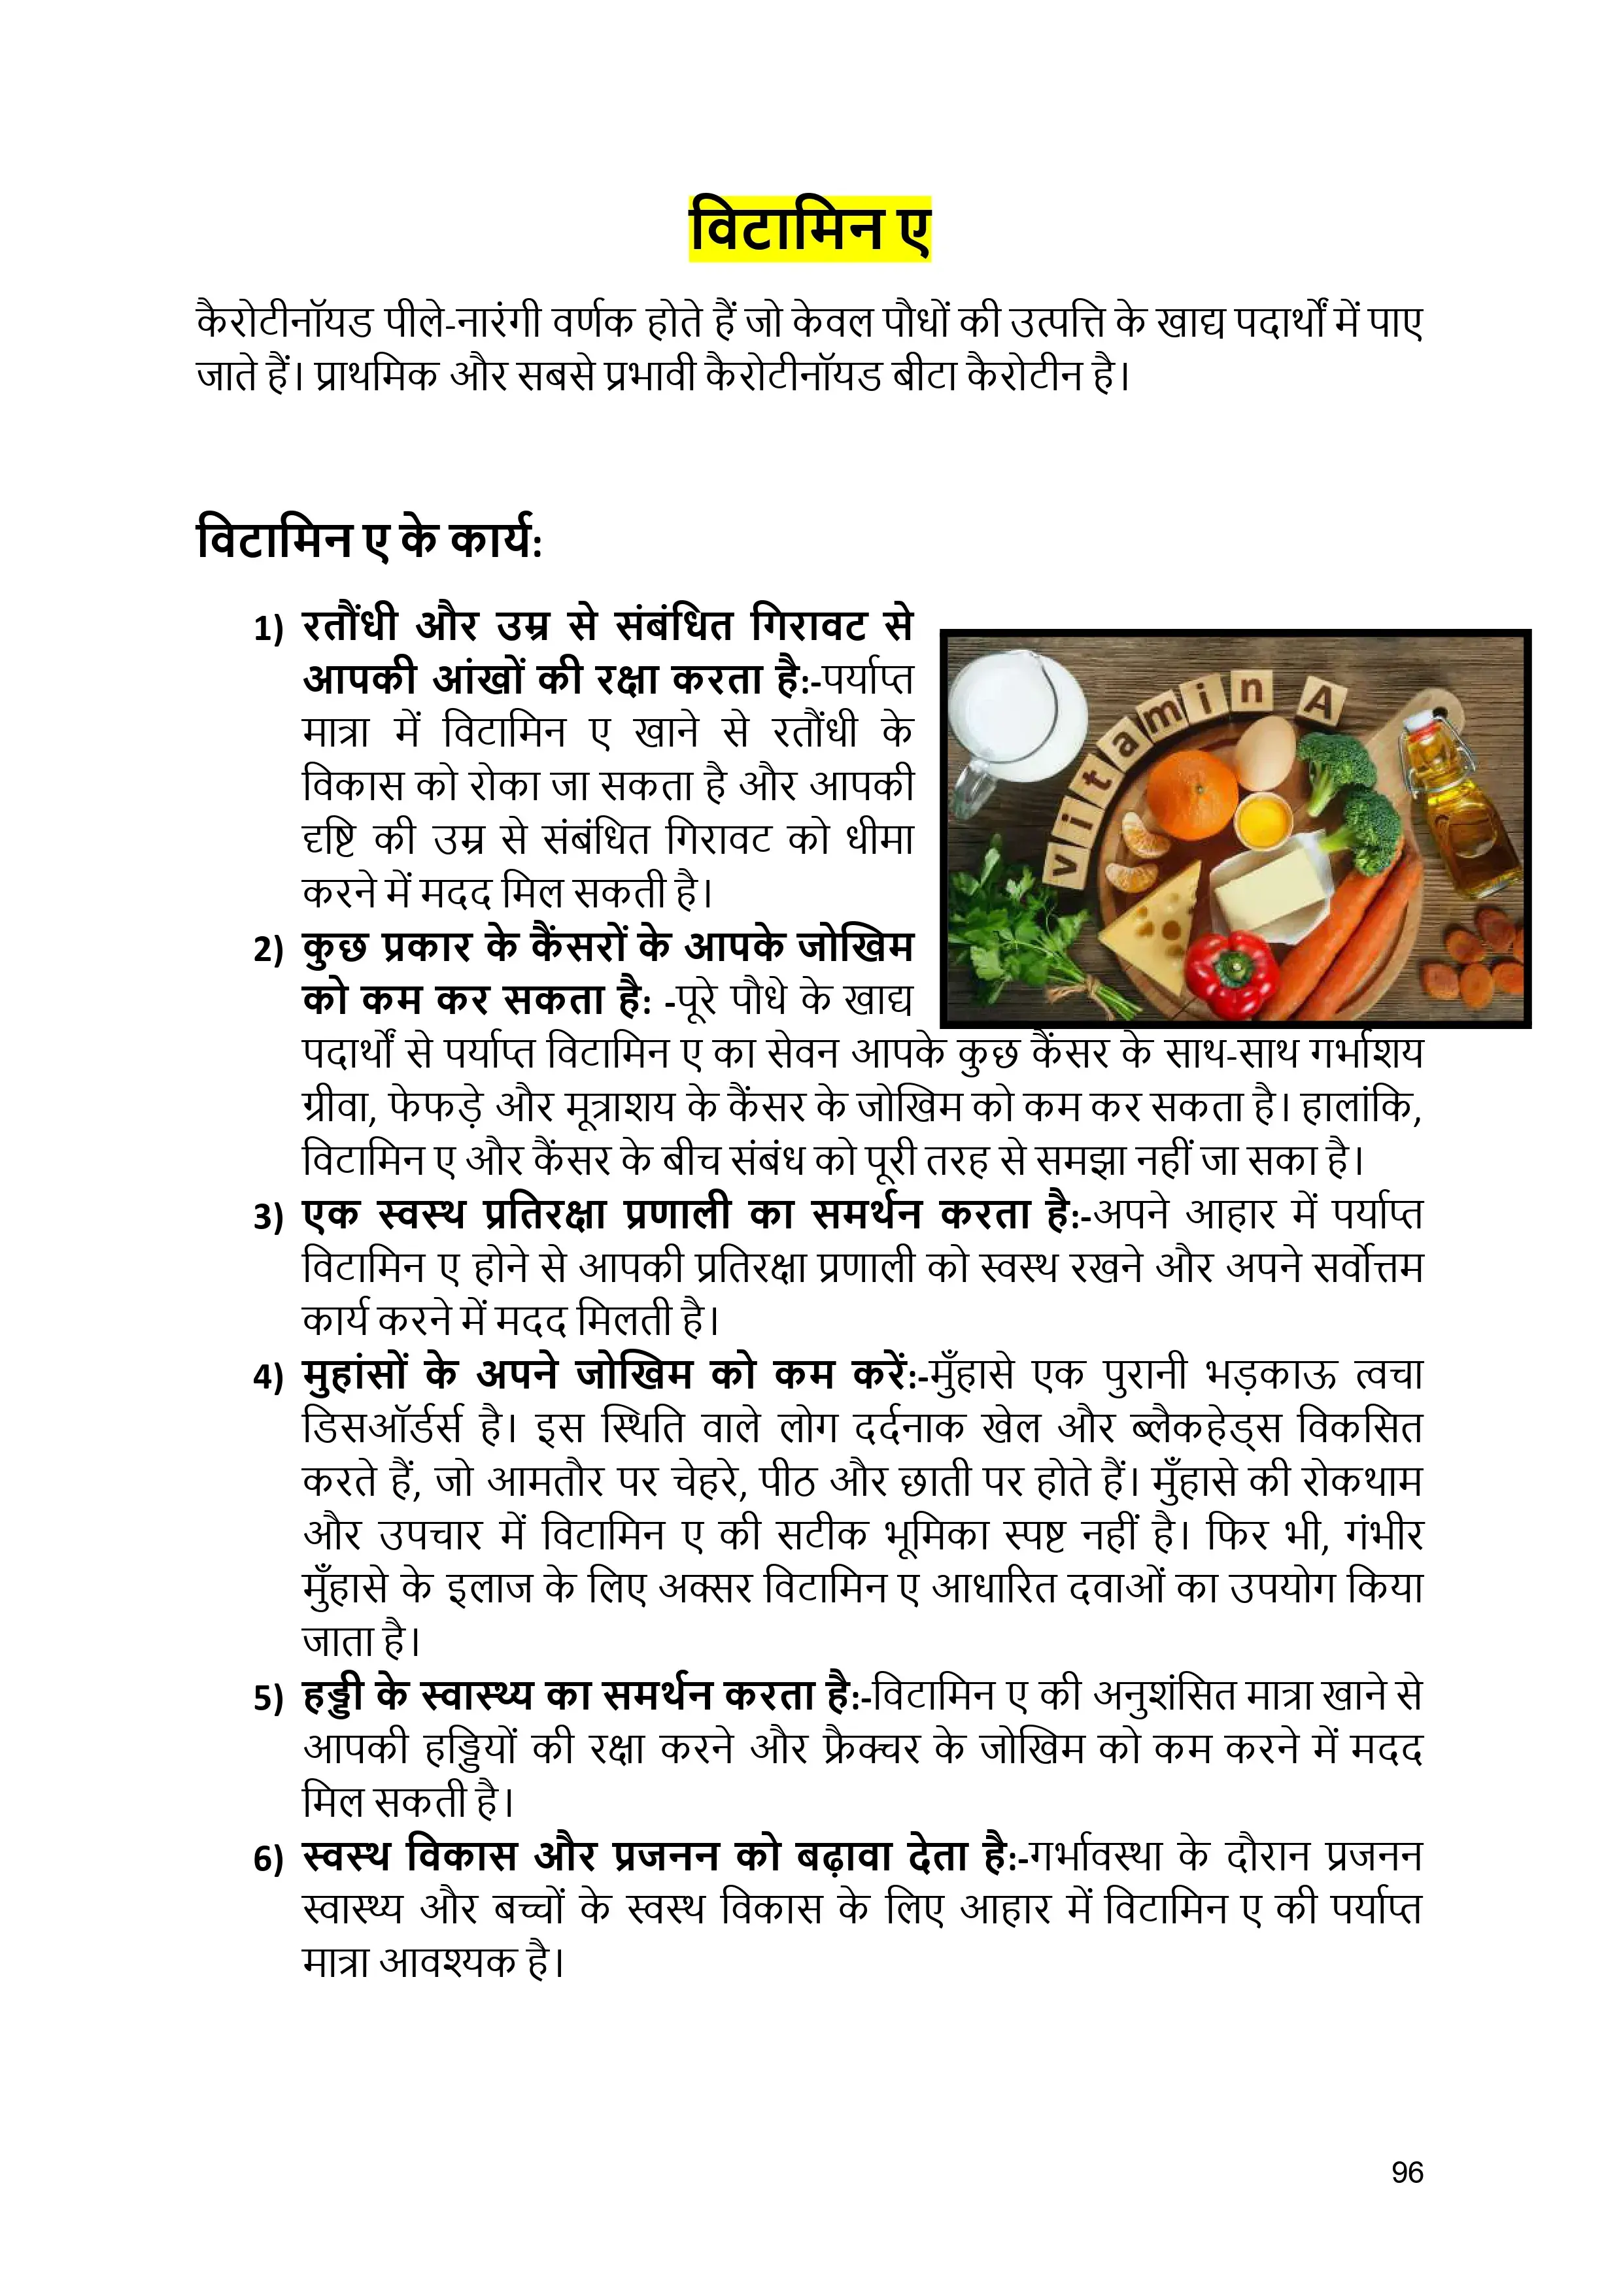 विटामिन ए
कैरोटीनॉयड पीले-नारंगी वर्णक होते हैं जो केवल पौधों की उत्पत्ति के खाद्य पदार्थों में पाए
जाते हैं। प्राथमिक और सबसे प्रभावी कैरोटीनॉयड बीटा कैरोटीन है।
विटामिन ए के कार्य:
1) रतौंधी और उम्र से संबंधित गिरावट से
आपकी आंखों की रक्षा करता है:-पर्याप्त
मात्रा में विटामिन ए खाने से रतौंधी के
विकास को रोका जा सकता है और आपकी
दृष्टि की उम्र से संबंधित गिरावट को धीमा
करने में मदद मिल सकती है।
vitamin A
2) कुछ प्रकार के कैंसरों के आपके जोखिम
को कम कर सकता है: -पूरे पौधे के खाद्य
पदार्थों से पर्याप्त विटामिन ए का सेवन आपके कुछ कैंसर के साथ-साथ गर्भाशय
ग्रीवा, फेफड़े और मूत्राशय के कैंसर के जोखिम को कम कर सकता है। हालांकि,
विटामिन ए और कैंसर के बीच संबंध को पूरी तरह से समझा नहीं जा सका है।
3) एक स्वस्थ प्रतिरक्षा प्रणाली का समर्थन करता है:-अपने आहार में पर्याप्त
विटामिन ए होने से आपकी प्रतिरक्षा प्रणाली को स्वस्थ रखने और अपने सर्वोत्तम
कार्य करने में मदद मिलती है।
4) मुहांसों के अपने जोखिम को कम करें:-मुँहासे एक पुरानी भड़काऊ त्वचा
डिसऑर्डर्स है। इस स्थिति वाले लोग दर्दनाक खेल और ब्लैकहेड्स विकसित
करते हैं, जो आमतौर पर चेहरे, पीठ और छाती पर होते हैं। मुँहासे की रोकथाम
और उपचार में विटामिन ए की सटीक भूमिका स्पष्ट नहीं है। फिर भी, गंभीर
मुँहासे के इलाज के लिए अक्सर विटामिन ए आधारित दवाओं का उपयोग किया
जाता है।
5) हड्डी के स्वास्थ्य का समर्थन करता है:-विटामिन ए की अनुशंसित मात्रा खाने से
आपकी हड्डियों की रक्षा करने और फ्रैक्चर के जोखिम को कम करने में मदद
मिल सकती है।
6) स्वस्थ विकास और प्रजनन को बढ़ावा देता है:-गर्भावस्था के दौरान प्रजनन
स्वास्थ्य और बच्चों के स्वस्थ विकास के लिए आहार में विटामिन ए की पर्याप्त
मात्रा आवश्यक है।
96